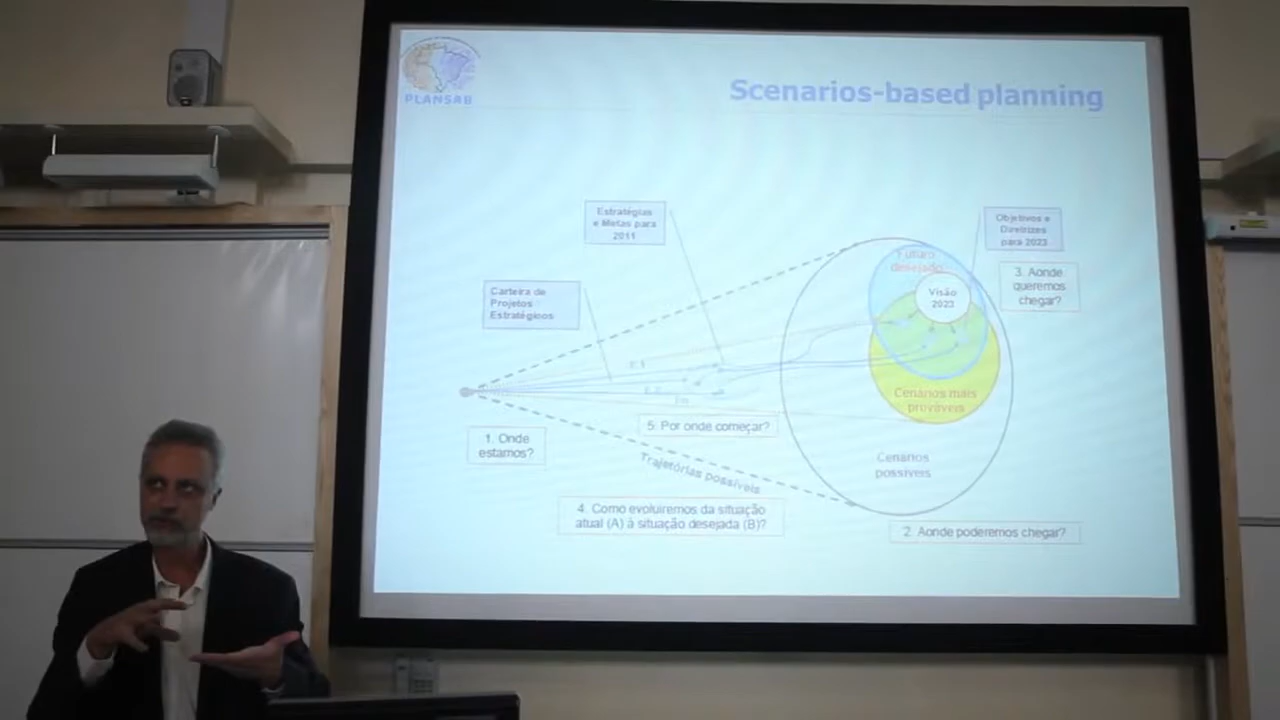 PLANSAB
Scenarios-based planning
Estratégias
e Metas para
2011
Objetivos e
Diretrizes
para 2023
Futuro
desejado
3. Aonde
queremos
chegar?
Visão
2023
Carteira de
Projetos
Estratégicos
Cenários mais
prováveis
5. Por onde começar?
1. Onde
estamos?
Trajetórias possíveis
Cenários
possíveis
4. Como evoluiremos da situação
atual (A) à situação desejada (B)?
2. Aonde poderemos chegar?